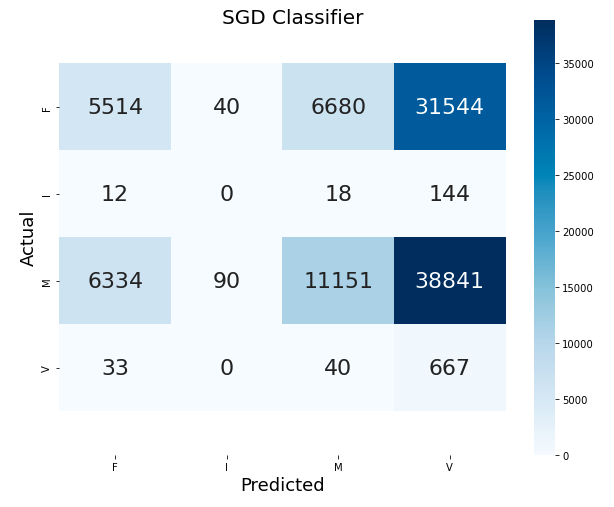 SGD Classifier
F 5514 40 6680 31544
I 12 0 18 144
M 6334 90 11151 38841
V 33 0 40 667
F I M V
Actual
Predicted
35000
30000
25000
20000
15000
10000
5000
0